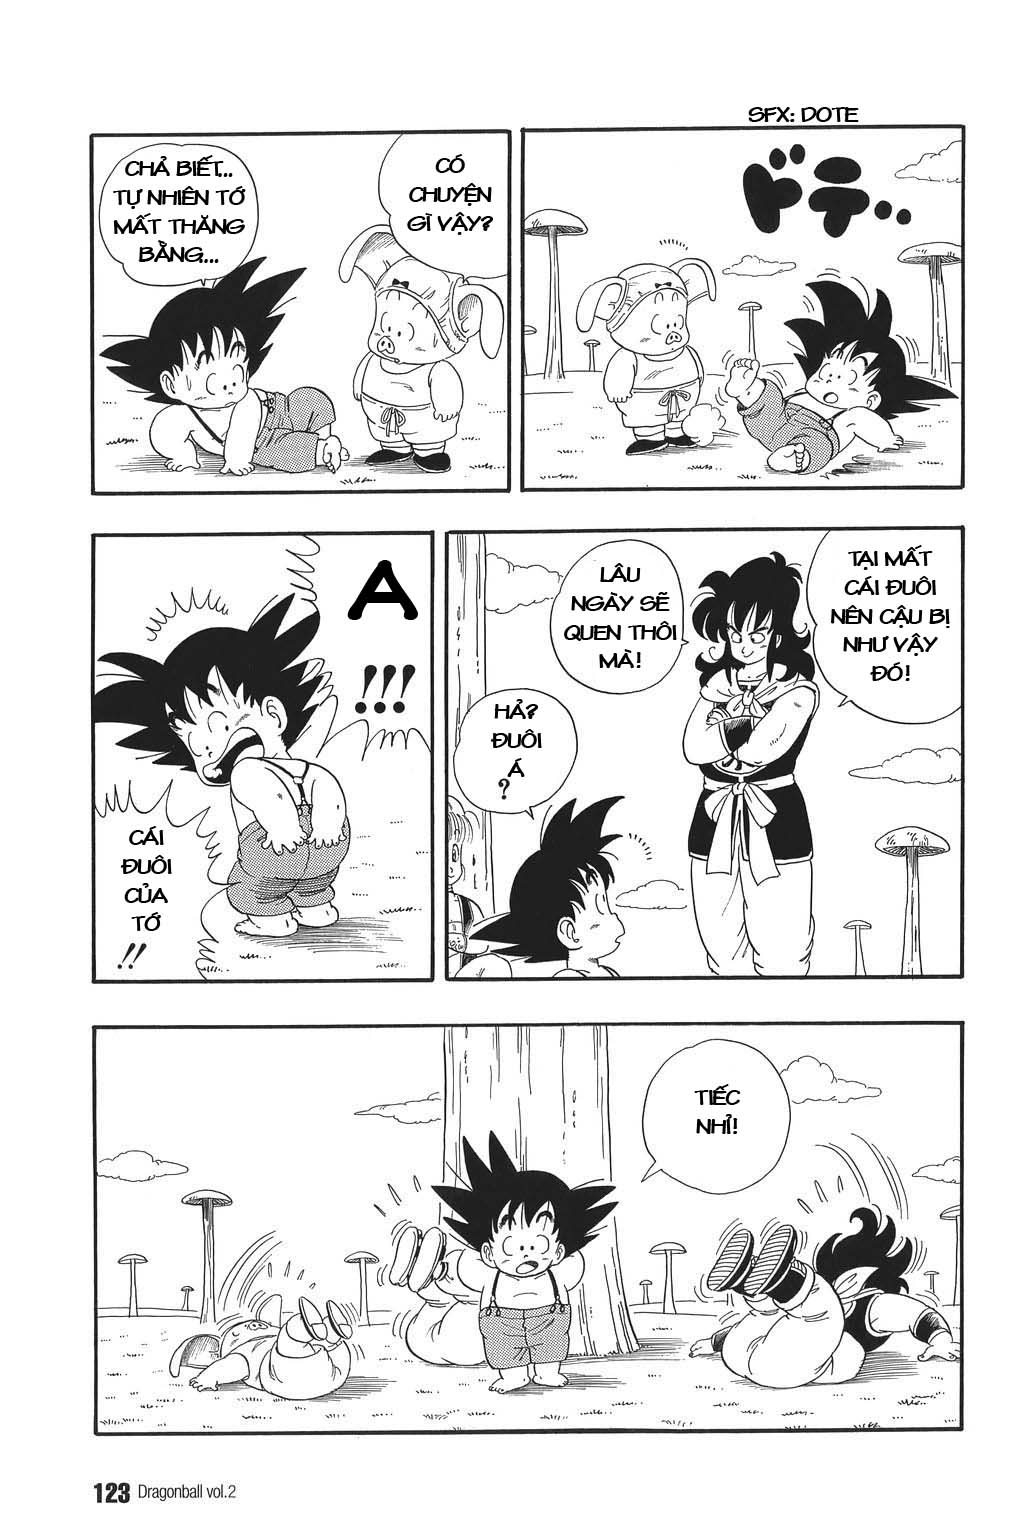 SFX: DOTE
ドテ..
CÓ
CHUYỆN
GÌ VẬY?
CHẢ BIẾT...
TỰ NHIÊN TỚ
MẤT THĂNG
BẰNG...
TẠI MẤT
CÁI ĐUÔI
NÊN CẬU BỊ
NHƯ VẬY
ĐÓ!
LÂU
NGÀY SẼ
QUEN THÔI
MÀ!
HẢ?
ĐUÔI
Á
?
A
!!!
CÁI
ĐUÔI
CỦA
TỚ
!!
TIẾC
NHỈ!
123 Dragonball vol.2